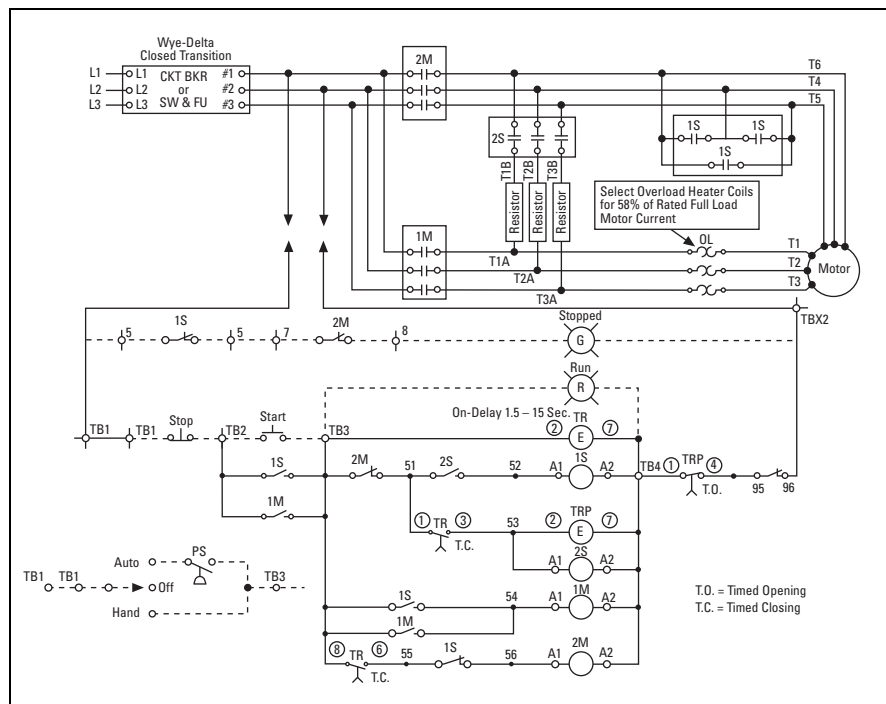 Wye-Delta
Closed Transition
L1 L1 CKT BKR #1
L2 L2 or #2
L3 L3 SW & FU #3
2M
T6
T4
T5
1S 1S
1S
2S
T1B T2B T3B
Resistor Resistor Resistor
Select Overload Heater Coils
for 58% of Rated Full Load
Motor Current
1M
OL
T1A
T2A
T3A
T1
T2
T3
Motor
TBX2
5 1S 5 7 2M 8
Stopped
G
Run
R
On-Delay 1.5 – 15 Sec.
TB1 TB1 Stop TB2 Start TB3
② TR ⑦
E
1S 2M 51 2S 52 A1 1S A2 TB4 ① TRP ④
T.O. 95 96
1M
① TR ③ 53 ② TRP ⑦
T.C. E
A1 2S A2
TB1 TB1 Auto PS
Off
Hand
TB3
1S 54 A1 1M A2
1M
⑧ TR ⑥ 55 1S 56 A1 2M A2
T.C.
T.O. = Timed Opening
T.C. = Timed Closing